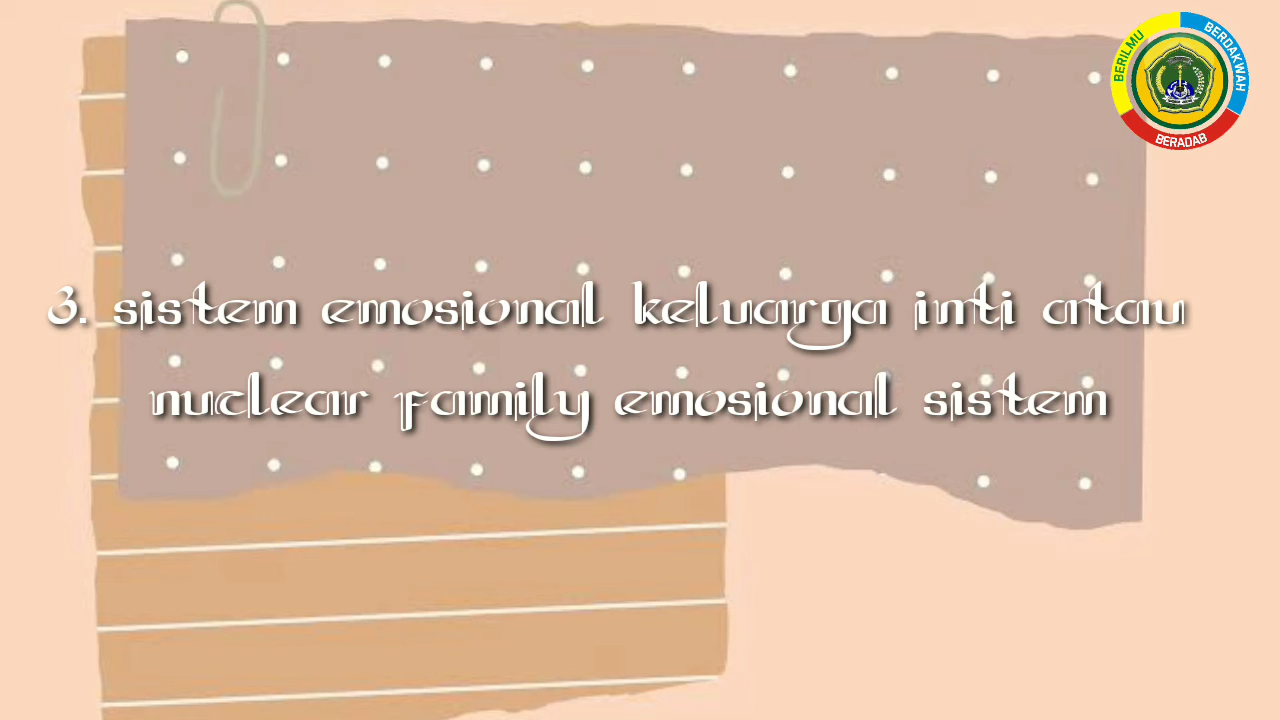 BERILMU
BERDAKWAH
BERADAB
3. sistem emosional keluarga inti atau
nuclear family emosional sistem